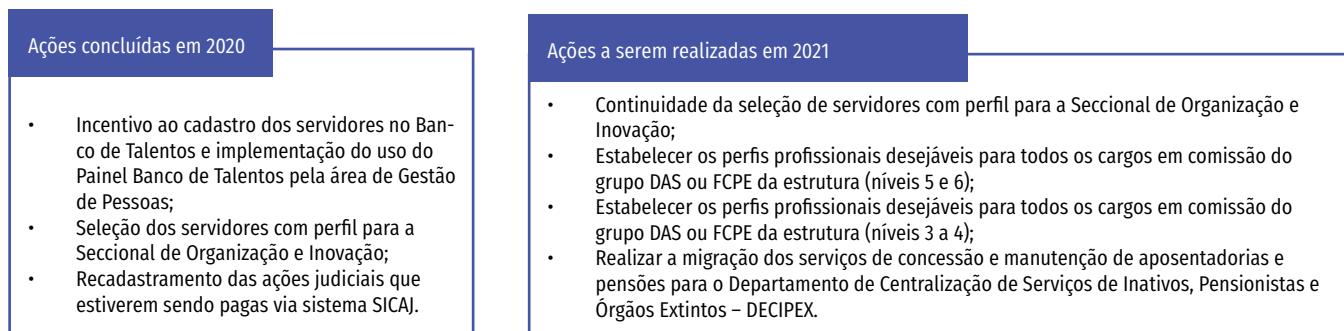 Ações concluídas em 2020
• Incentivo ao cadastro dos servidores no Ban-
co de Talentos e implementação do uso do
Painel Banco de Talentos pela área de Gestão
de Pessoas;
• Seleção dos servidores com perfil para a
Seccional de Organização e Inovação;
• Recadastramento das ações judiciais que
estiverem sendo pagas via sistema SICAJ.
Ações a serem realizadas em 2021
• Continuidade da seleção de servidores com perfil para a Seccional de Organização e
Inovação;
• Estabelecer os perfis profissionais desejáveis para todos os cargos em comissão do
grupo DAS ou FCPE da estrutura (níveis 5 e 6);
• Estabelecer os perfis profissionais desejáveis para todos os cargos em comissão do
grupo DAS ou FCPE da estrutura (níveis 3 a 4);
• Realizar a migração dos serviços de concessão e manutenção de aposentadorias e
pensões para o Departamento de Centralização de Serviços de Inativos, Pensionistas e
Órgãos Extintos – DECIPEX.